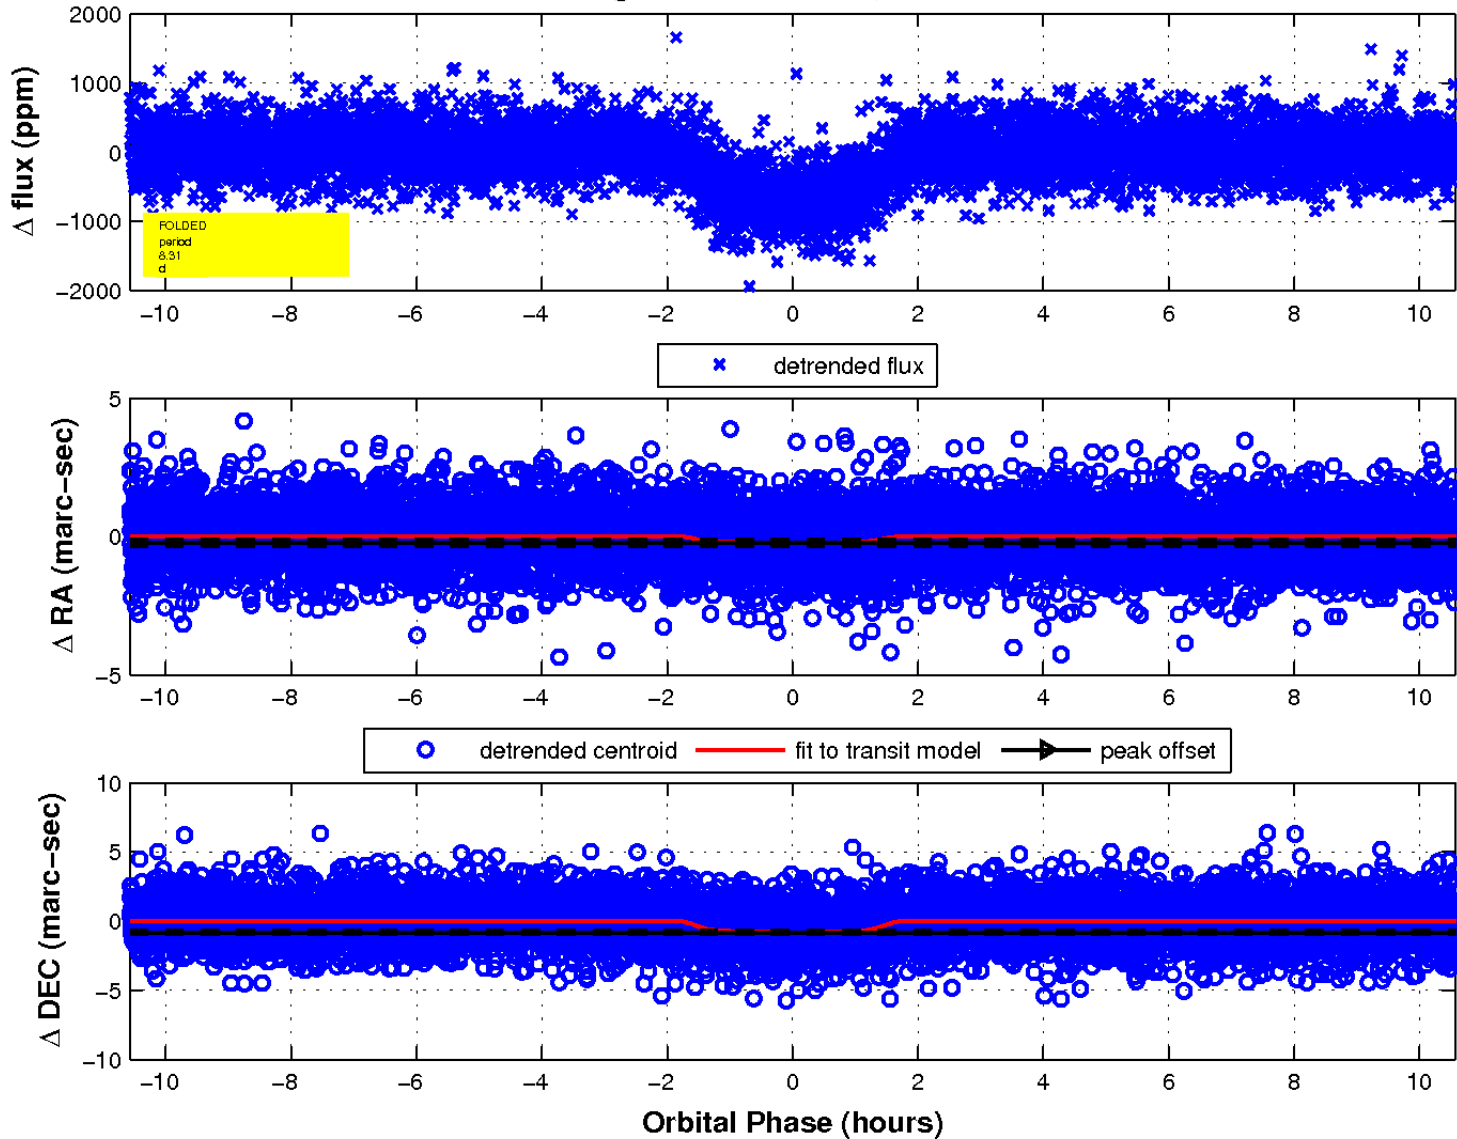 2000
1000
0
−1000
−2000
Δ flux (ppm)
FOLDED
period
8.31
d
−10 −8 −6 −4 −2 0 2 4 6 8 10
detrended flux
5
0
−5
Δ RA (marc−sec)
−10 −8 −6 −4 −2 0 2 4 6 8 10
detrended centroid fit to transit model peak offset
10
5
0
−5
−10
Δ DEC (marc−sec)
−10 −8 −6 −4 −2 0 2 4 6 8 10
Orbital Phase (hours)